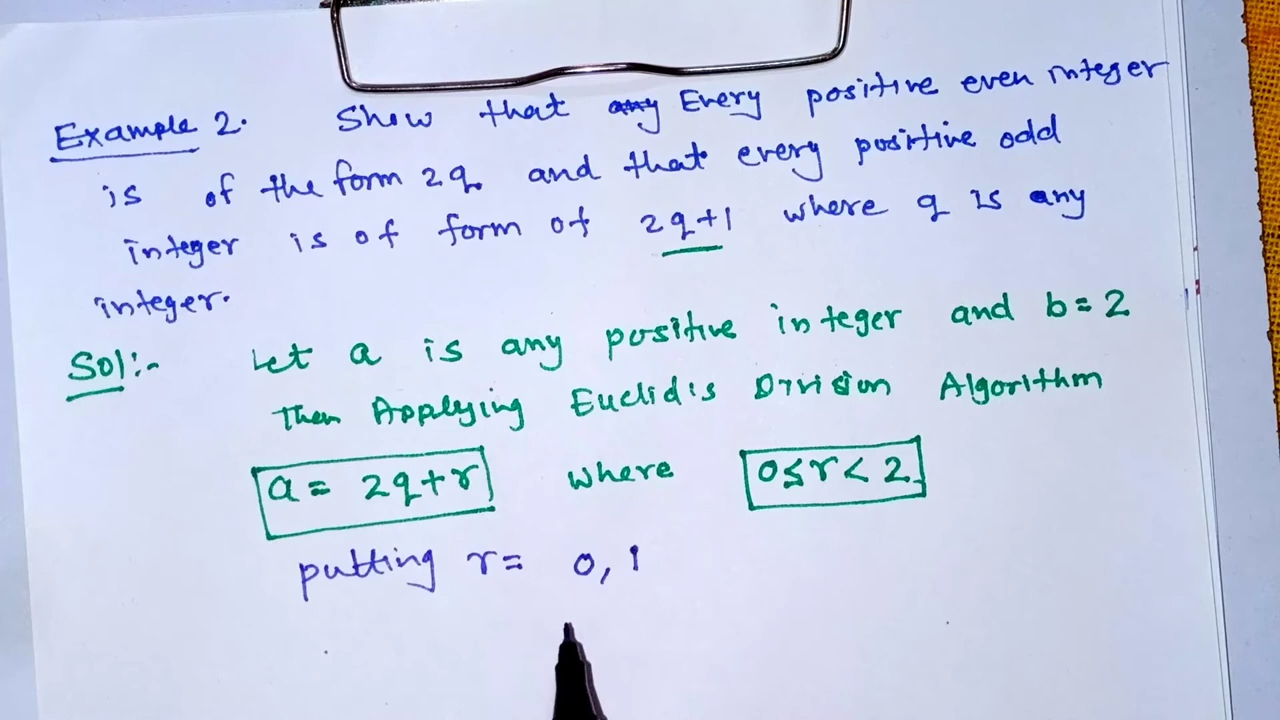 Example 2. Show that any Every positive even integer
is of the form 2q and that every positive odd
integer is of form of 2q+1 where q is any
integer.
Sol:- Let a is any positive integer and b=2
Then Applying Euclid's Division Algorithm
a = 2q+r where 0≤r<2
putting r= 0, 1